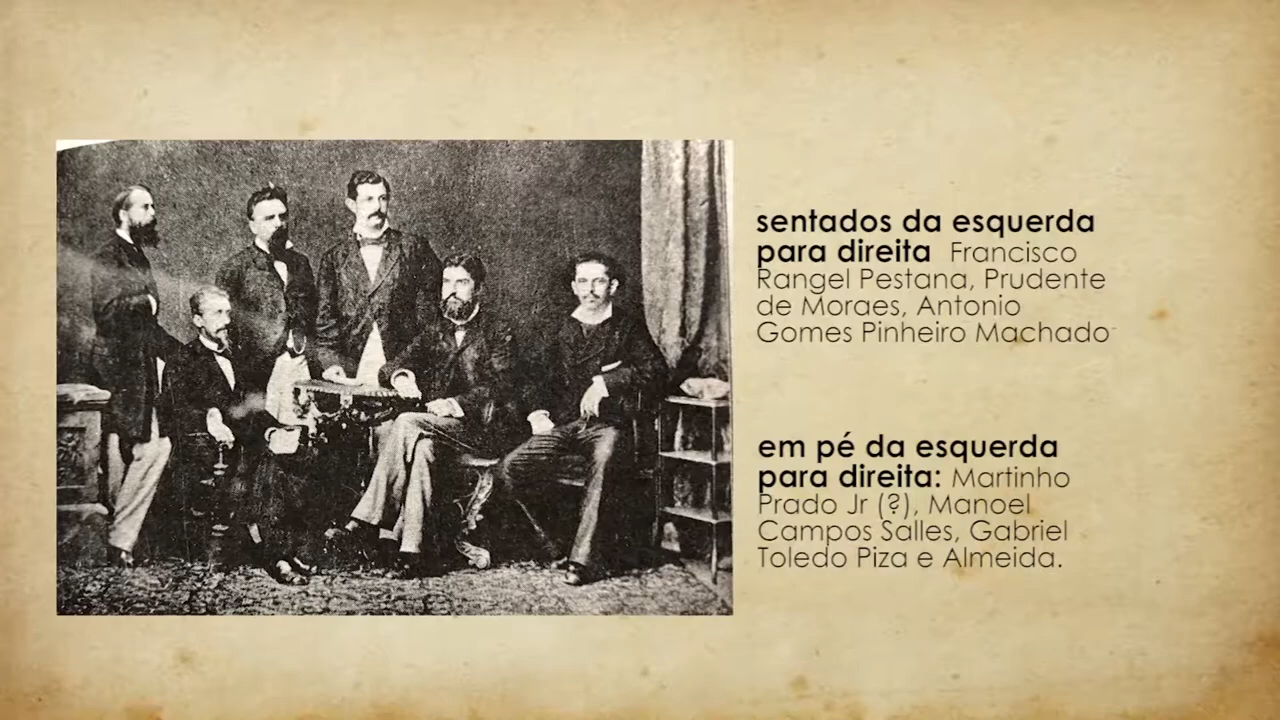 sentados da esquerda
para direita Francisco
Rangel Pestana, Prudente
de Moraes, Antonio
Gomes Pinheiro Machado
em pé da esquerda
para direita: Martinho
Prado Jr (?), Manoel
Campos Salles, Gabriel
Toledo Piza e Almeida.